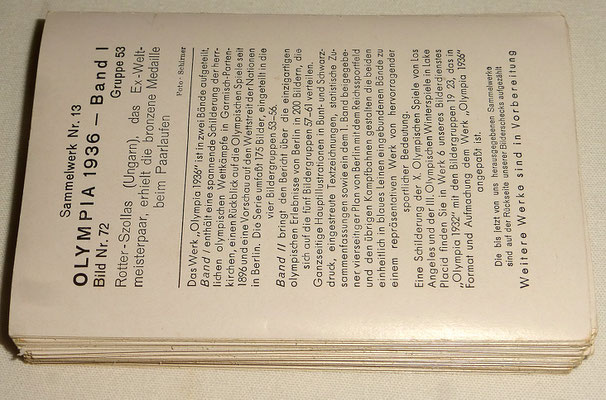 Sammelwerk Nr. 13
OLYMPIA 1936 – Band I
Bild Nr. 72 Gruppe 53
Rotter-Szollas (Ungarn), das Ex-Welt-
meisterpaar, erhielt die bronzene Medaille
beim Paarlaufen
Foto: Schirner
Das Werk „Olympia 1936" ist in zwei Bände aufgeteilt.
Band I enthält eine spannende Schilderung der herr-
lichen olympischen Wettkämpfe in Garmisch-Parten-
kirchen, einen Rückblick auf die Olympischen Spiele seit
1896 und eine Vorschau auf den Wettstreit der Nationen
in Berlin. Die Serie umfaßt 175 Bilder, eingeteilt in die
vier Bildergruppen 53–56.
Band II bringt den Bericht über die einzigartigen
olympischen Erlebnisse von Berlin in 200 Bildern, die
sich auf die fünf Bildergruppen 57–61 verteilen.
Ganzseitige Hauptillustrationen in Bunt- und Schwarz-
druck, eingestreute Textzeichnungen, statistische Zu-
sammenfassungen sowie ein dem I. Band beigegebe-
ner vierseitiger Plan von Berlin mit dem Reichssportfeld
und den übrigen Kampfbahnen gestalten die beiden
einheitlich in blaues Leinen eingebundenen Bände zu
einem repräsentativen Werk von hervorragender
sportlicher Bedeutung.
Eine Schilderung der X. Olympischen Spiele von Los
Angeles und der III. Olympischen Winterspiele in Lake
Placid finden Sie in Werk 6 unseres Bilderdienstes
„Olympia 1932" mit den Bildergruppen 19–23, das in
Format und Aufmachung dem Werk „Olympia 1936"
angepaßt ist.
Die bis jetzt von uns herausgegebenen Sammelwerke
sind auf der Rückseite unserer Bilderschecks aufgezählt
Weitere Werke sind in Vorbereitung